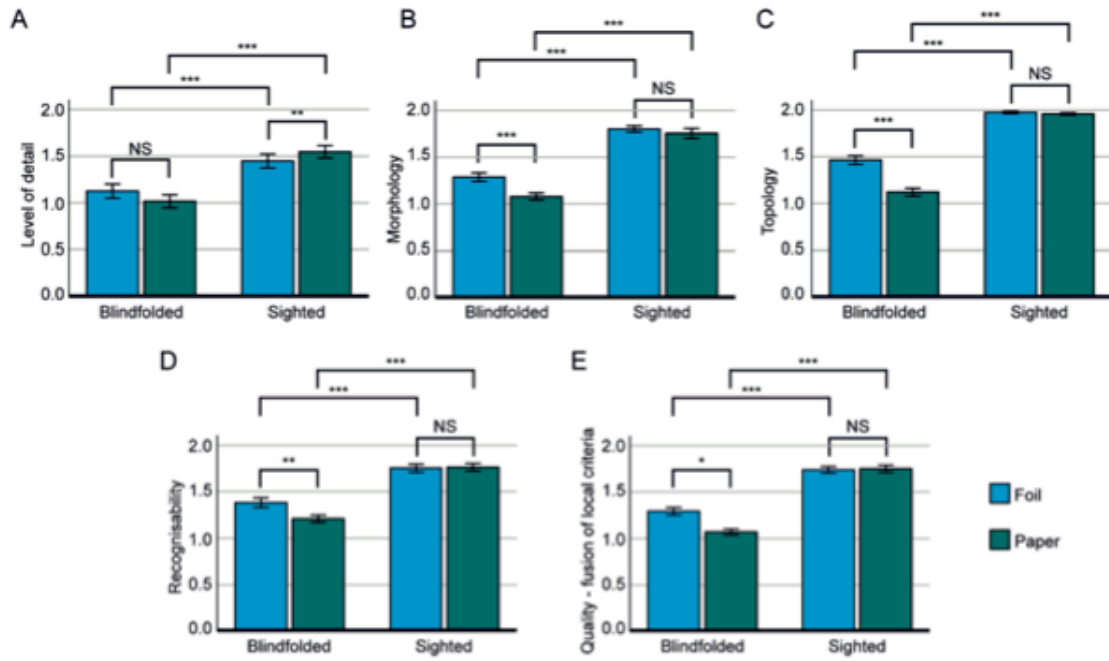 A
***
***
2.0
**
NS
1.5
1.0
1.5
0.0
Level of detail
Blindfolded
Sighted
B
***
***
NS
2.0
***
1.5
1.0
1.5
0.0
Morphology
Blindfolded
Sighted
C
***
***
NS
2.0
***
1.5
1.0
0.5
0.0
Topology
Blindfolded
Sighted
D
***
***
NS
2.0
**
1.5
1.0
0.5
0.0
Recognisability
Blindfolded
Sighted
E
***
***
NS
2.0
*
1.5
1.0
0.5
0.0
Quality - fusion of local criteria
Blindfolded
Sighted
Foil
Paper